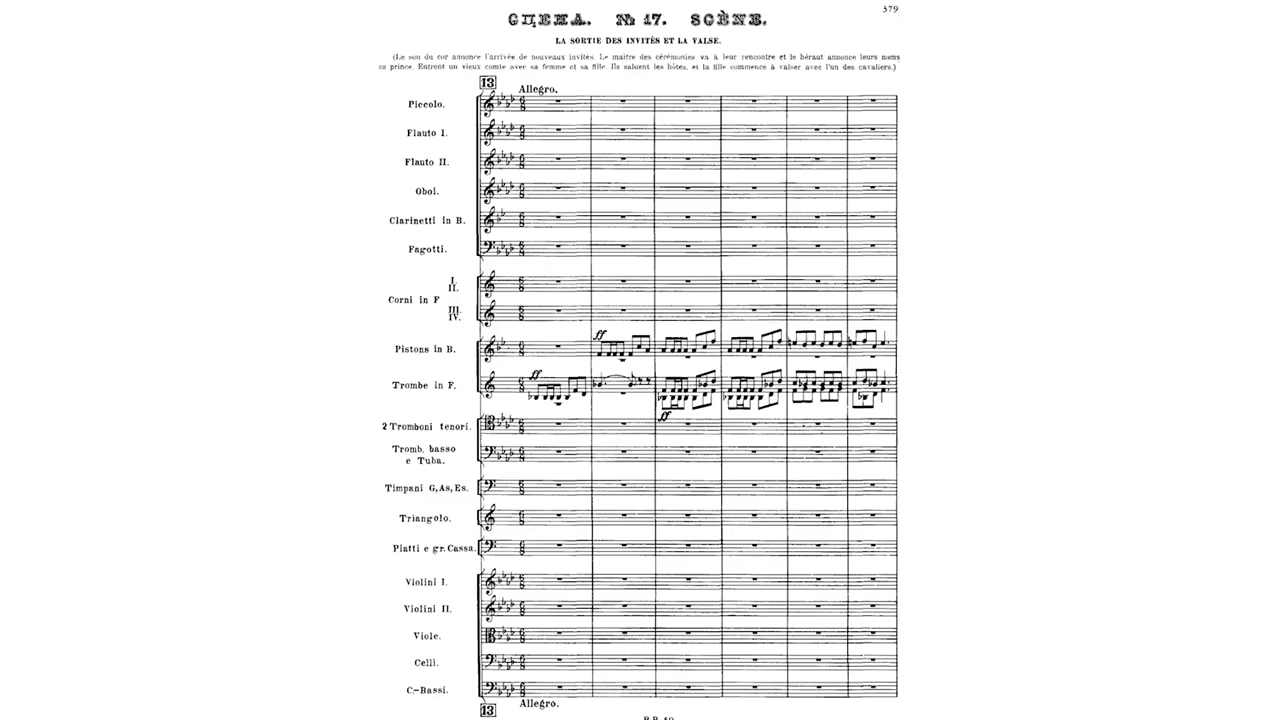 379
СЦЕНА. № 17. SCÈNE.
LA SORTIE DES INVITÉS ET LA VALSE.
(Le son du cor annonce l'arrivée de nouveaux invités. Le maître des cérémonies va à leur rencontre et le héraut annonce leurs noms
au prince. Entrent un vieux comte avec sa femme et sa fille. Ils saluent les hôtes, et la fille commence à valser avec l'un des cavaliers.)
13
Allegro.
Piccolo.
Flauto I.
Flauto II.
Oboi.
Clarinetti in B.
Fagotti.
I.
II.
Corni in F
III.
IV.
ff
Pistons in B.
ff
Trombe in F.
ff
2 Tromboni tenori.
Tromb. basso
e Tuba.
Timpani G, As, Es.
Triangolo.
Piatti e gr. Cassa.
Violini I.
Violini II.
Viole.
Celli.
C.-Bassi.
13
Allegro.